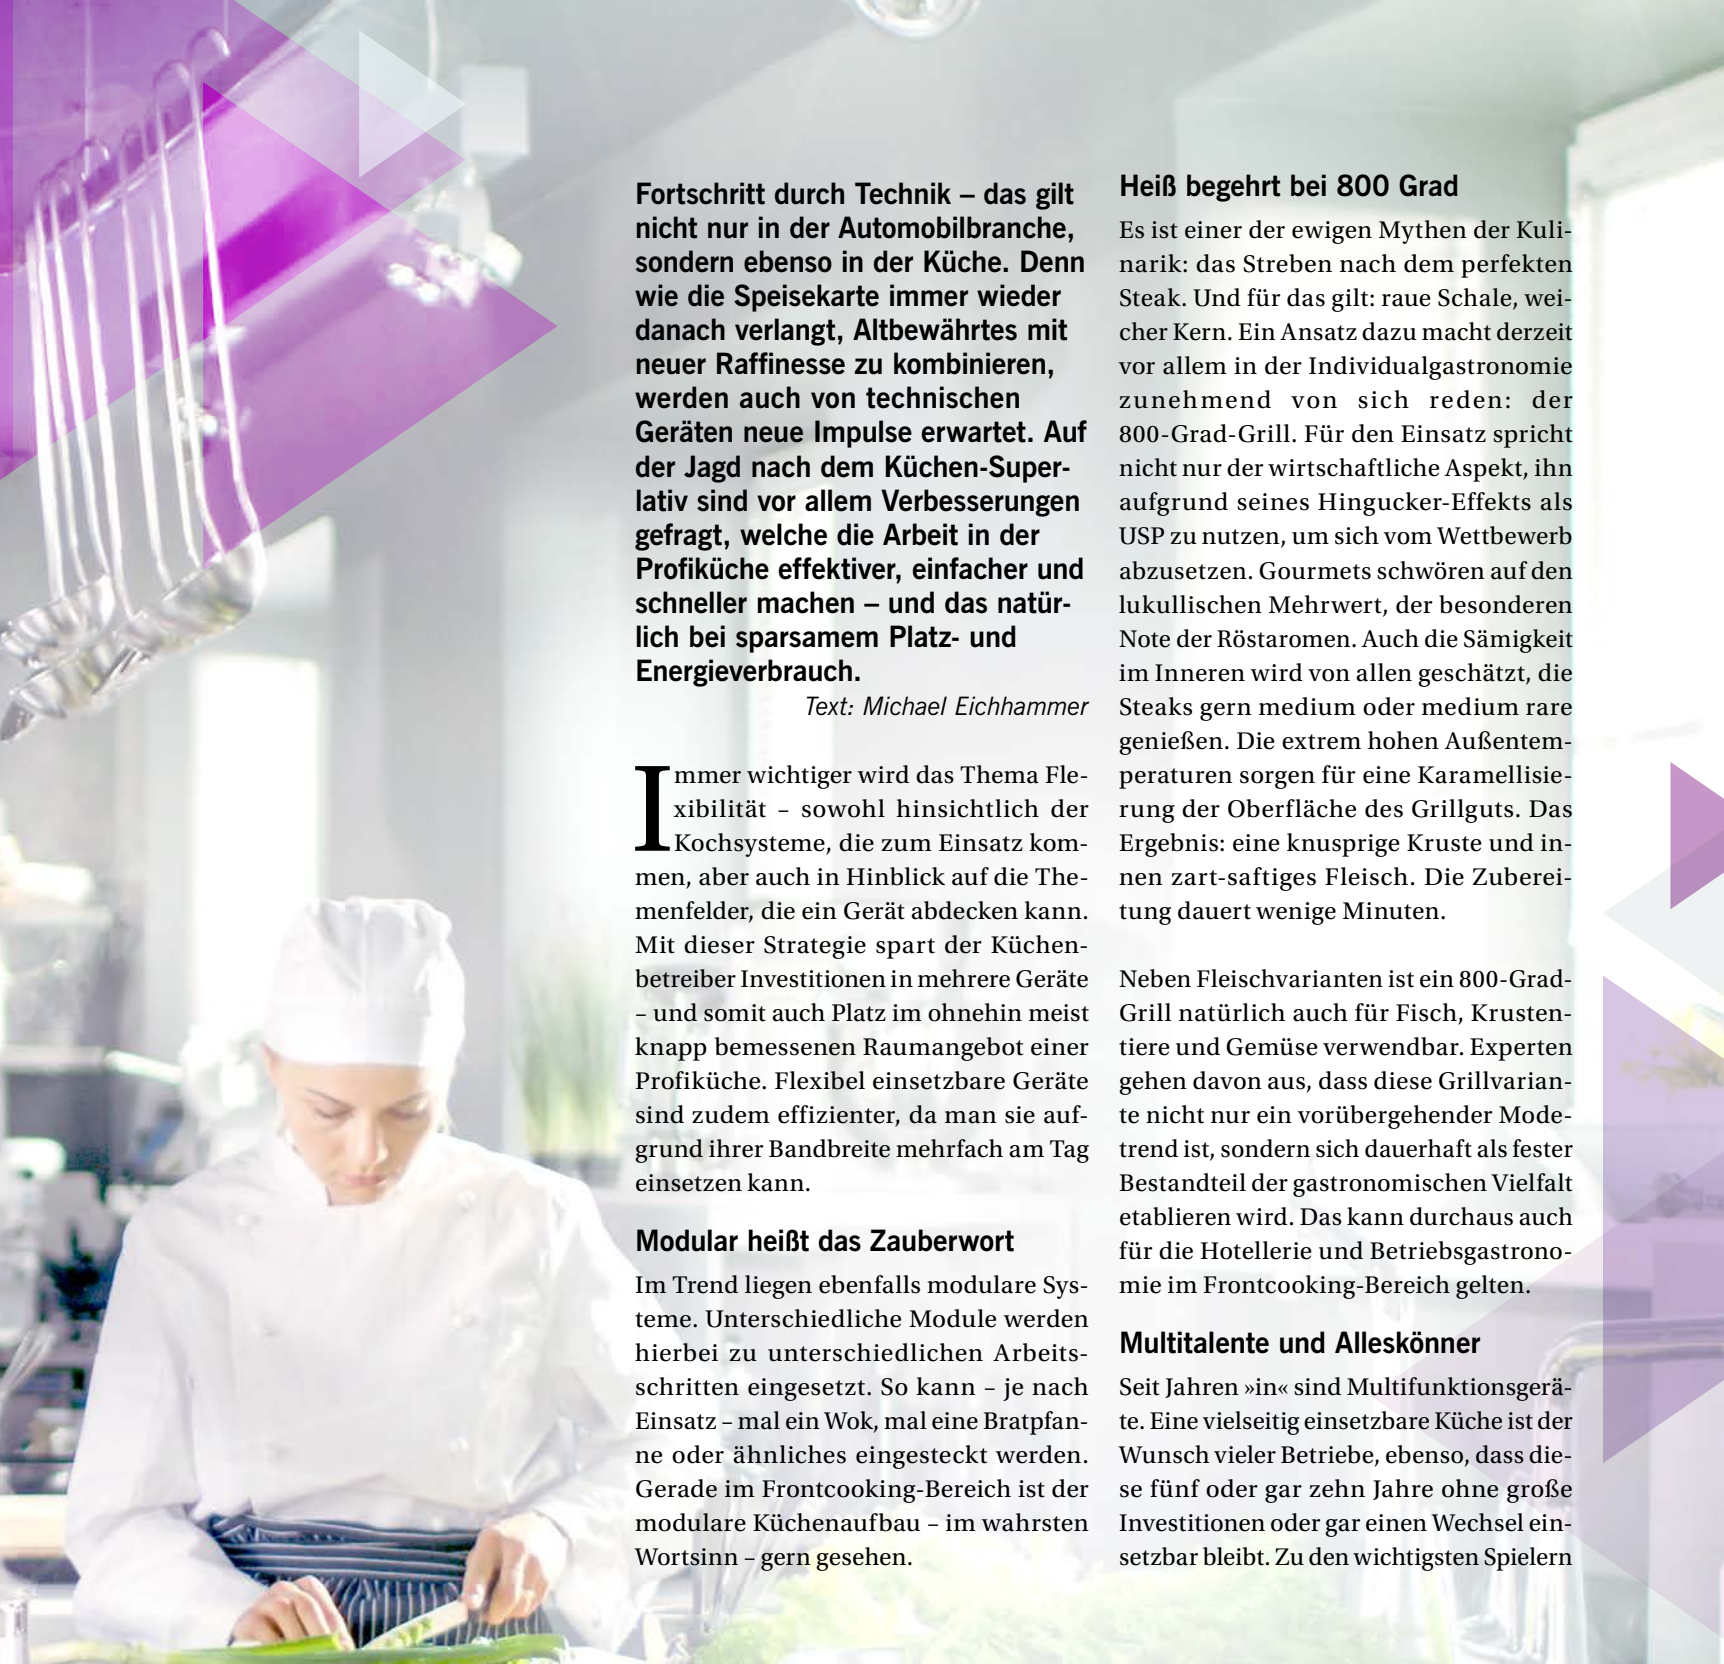 Fortschritt durch Technik – das gilt
nicht nur in der Automobilbranche,
sondern ebenso in der Küche. Denn
wie die Speisekarte immer wieder
danach verlangt, Altbewährtes mit
neuer Raffinesse zu kombinieren,
werden auch von technischen
Geräten neue Impulse erwartet. Auf
der Jagd nach dem Küchen-Super-
lativ sind vor allem Verbesserungen
gefragt, welche die Arbeit in der
Profiküche effektiver, einfacher und
schneller machen – und das natür-
lich bei sparsamem Platz- und
Energieverbrauch.
Text: Michael Eichhammer
Immer wichtiger wird das Thema Fle-
xibilität – sowohl hinsichtlich der
Kochsysteme, die zum Einsatz kom-
men, aber auch in Hinblick auf die The-
menfelder, die ein Gerät abdecken kann.
Mit dieser Strategie spart der Küchen-
betreiber Investitionen in mehrere Geräte
– und somit auch Platz im ohnehin meist
knapp bemessenen Raumangebot einer
Profiküche. Flexibel einsetzbare Geräte
sind zudem effizienter, da man sie auf-
grund ihrer Bandbreite mehrfach am Tag
einsetzen kann.
Modular heißt das Zauberwort
Im Trend liegen ebenfalls modulare Sys-
teme. Unterschiedliche Module werden
hierbei zu unterschiedlichen Arbeits-
schritten eingesetzt. So kann – je nach
Einsatz – mal ein Wok, mal eine Bratpfan-
ne oder ähnliches eingesteckt werden.
Gerade im Frontcooking-Bereich ist der
modulare Küchenaufbau – im wahrsten
Wortsinn – gern gesehen.
Heiß begehrt bei 800 Grad
Es ist einer der ewigen Mythen der Kuli-
narik: das Streben nach dem perfekten
Steak. Und für das gilt: raue Schale, wei-
cher Kern. Ein Ansatz dazu macht derzeit
vor allem in der Individualgastronomie
zunehmend von sich reden: der
800-Grad-Grill. Für den Einsatz spricht
nicht nur der wirtschaftliche Aspekt, ihn
aufgrund seines Hingucker-Effekts als
USP zu nutzen, um sich vom Wettbewerb
abzusetzen. Gourmets schwören auf den
lukullischen Mehrwert, der besonderen
Note der Röstaromen. Auch die Sämigkeit
im Inneren wird von allen geschätzt, die
Steaks gern medium oder medium rare
genießen. Die extrem hohen Außentem-
peraturen sorgen für eine Karamellisie-
rung der Oberfläche des Grillguts. Das
Ergebnis: eine knusprige Kruste und in-
nen zart-saftiges Fleisch. Die Zuberei-
tung dauert wenige Minuten.
Neben Fleischvarianten ist ein 800-Grad-
Grill natürlich auch für Fisch, Krusten-
tiere und Gemüse verwendbar. Experten
gehen davon aus, dass diese Grillvarian-
te nicht nur ein vorübergehender Mode-
trend ist, sondern sich dauerhaft als fester
Bestandteil der gastronomischen Vielfalt
etablieren wird. Das kann durchaus auch
für die Hotellerie und Betriebsgastrono-
mie im Frontcooking-Bereich gelten.
Multitalente und Alleskönner
Seit Jahren »in« sind Multifunktionsgerä-
te. Eine vielseitig einsetzbare Küche ist der
Wunsch vieler Betriebe, ebenso, dass die-
se fünf oder gar zehn Jahre ohne große
Investitionen oder gar einen Wechsel ein-
setzbar bleibt. Zu den wichtigsten Spielern